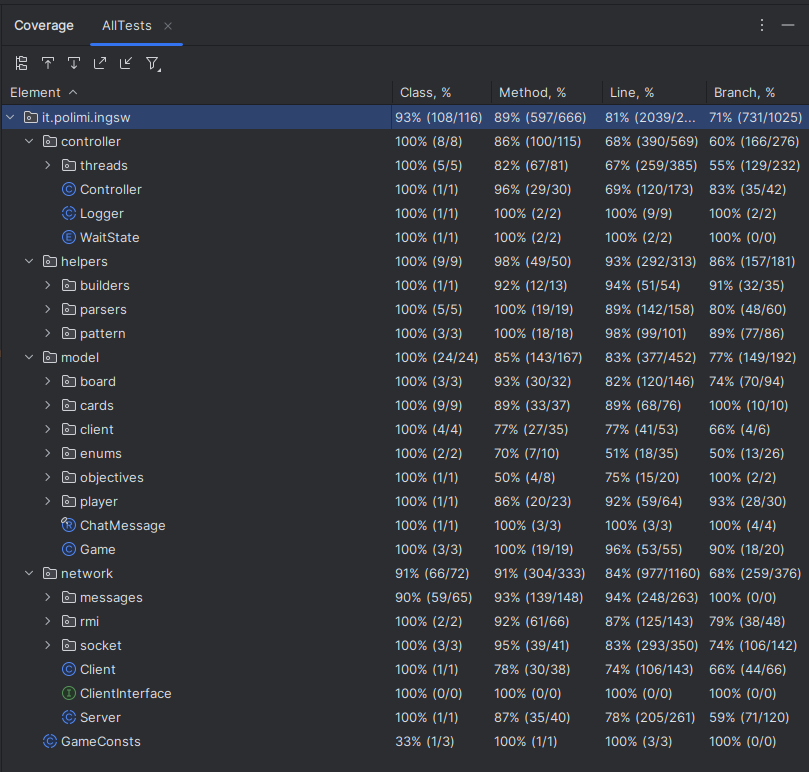 Coverage AllTests
Element Class, % Method, % Line, % Branch, %
it.polimi.ingsw 93% (108/116) 89% (597/666) 81% (2039/2... 71% (731/1025)
controller 100% (8/8) 86% (100/115) 68% (390/569) 60% (166/276)
threads 100% (5/5) 82% (67/81) 67% (259/385) 55% (129/232)
C Controller 100% (1/1) 96% (29/30) 69% (120/173) 83% (35/42)
C Logger 100% (1/1) 100% (2/2) 100% (9/9) 100% (2/2)
E WaitState 100% (1/1) 100% (2/2) 100% (2/2) 100% (0/0)
helpers 100% (9/9) 98% (49/50) 93% (292/313) 86% (157/181)
builders 100% (1/1) 92% (12/13) 94% (51/54) 91% (32/35)
parsers 100% (5/5) 100% (19/19) 89% (142/158) 80% (48/60)
pattern 100% (3/3) 100% (18/18) 98% (99/101) 89% (77/86)
model 100% (24/24) 85% (143/167) 83% (377/452) 77% (149/192)
board 100% (3/3) 93% (30/32) 82% (120/146) 74% (70/94)
cards 100% (9/9) 89% (33/37) 89% (68/76) 100% (10/10)
client 100% (4/4) 77% (27/35) 77% (41/53) 66% (4/6)
enums 100% (2/2) 70% (7/10) 51% (18/35) 50% (13/26)
objectives 100% (1/1) 50% (4/8) 75% (15/20) 100% (2/2)
player 100% (1/1) 86% (20/23) 92% (59/64) 93% (28/30)
R ChatMessage 100% (1/1) 100% (3/3) 100% (3/3) 100% (4/4)
C Game 100% (3/3) 100% (19/19) 96% (53/55) 90% (18/20)
network 91% (66/72) 91% (304/333) 84% (977/1160) 68% (259/376)
messages 90% (59/65) 93% (139/148) 94% (248/263) 100% (0/0)
rmi 100% (2/2) 92% (61/66) 87% (125/143) 79% (38/48)
socket 100% (3/3) 95% (39/41) 83% (293/350) 74% (106/142)
C Client 100% (1/1) 78% (30/38) 74% (106/143) 66% (44/66)
I ClientInterface 100% (0/0) 100% (0/0) 100% (0/0) 100% (0/0)
C Server 100% (1/1) 87% (35/40) 78% (205/261) 59% (71/120)
C GameConsts 33% (1/3) 100% (1/1) 100% (3/3) 100% (0/0)